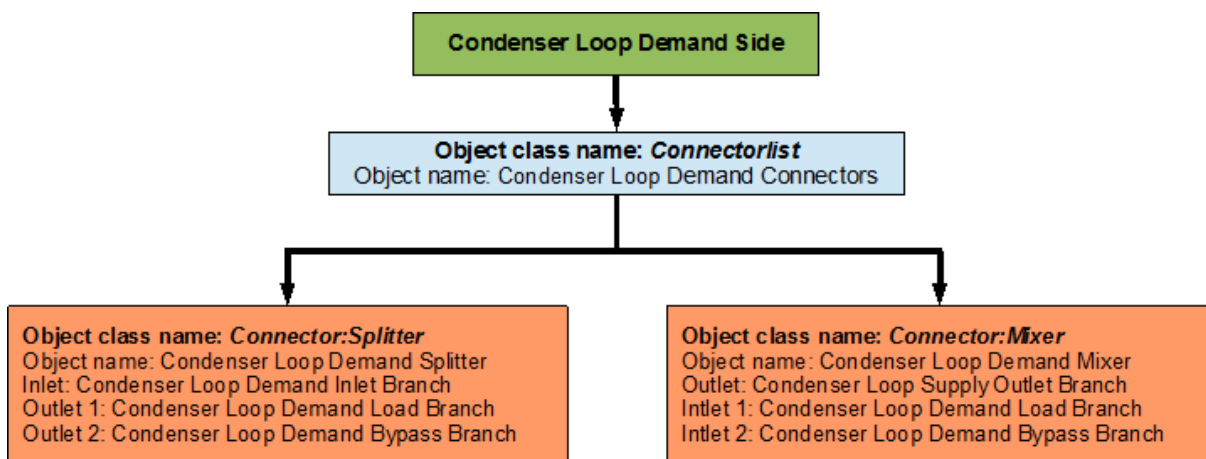 Condenser Loop Demand Side
Object class name: Connectorlist
Object name: Condenser Loop Demand Connectors
Object class name: Connector:Splitter
Object name: Condenser Loop Demand Splitter
Inlet: Condenser Loop Demand Inlet Branch
Outlet 1: Condenser Loop Demand Load Branch
Outlet 2: Condenser Loop Demand Bypass Branch
Object class name: Connector:Mixer
Object name: Condenser Loop Demand Mixer
Outlet: Condenser Loop Supply Outlet Branch
Intlet 1: Condenser Loop Demand Load Branch
Intlet 2: Condenser Loop Demand Bypass Branch